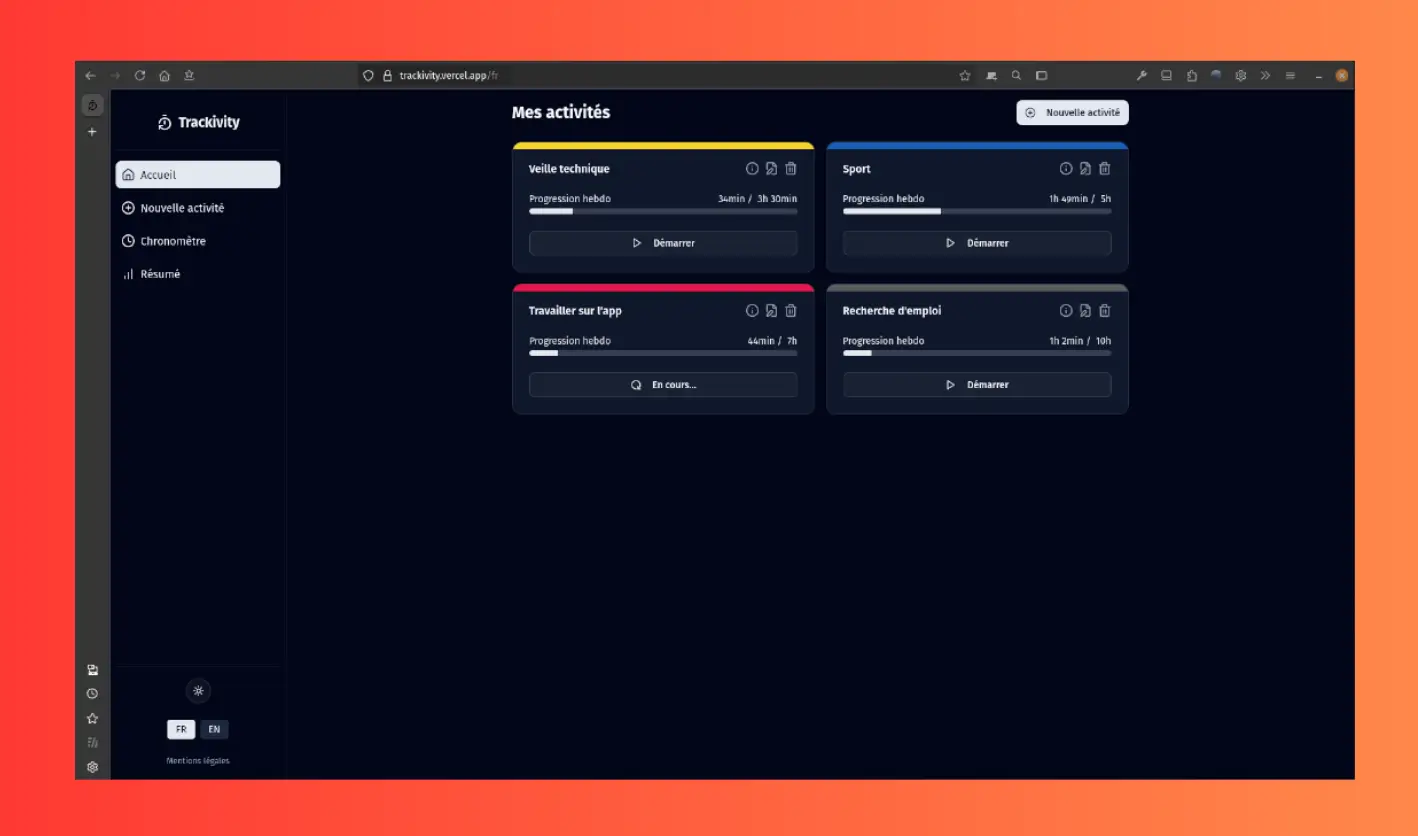 trackivity.vercel.app/fr
Trackivity
Accueil
Nouvelle activité
Chronomètre
Résumé
FR EN
Mentions légales
Mes activités
Nouvelle activité
Veille technique
Progression hebdo 34min / 3h 30min
Démarrer
Sport
Progression hebdo 1h 49min / 5h
Démarrer
Travailler sur l'app
Progression hebdo 44min / 7h
En cours...
Recherche d'emploi
Progression hebdo 1h 2min / 10h
Démarrer